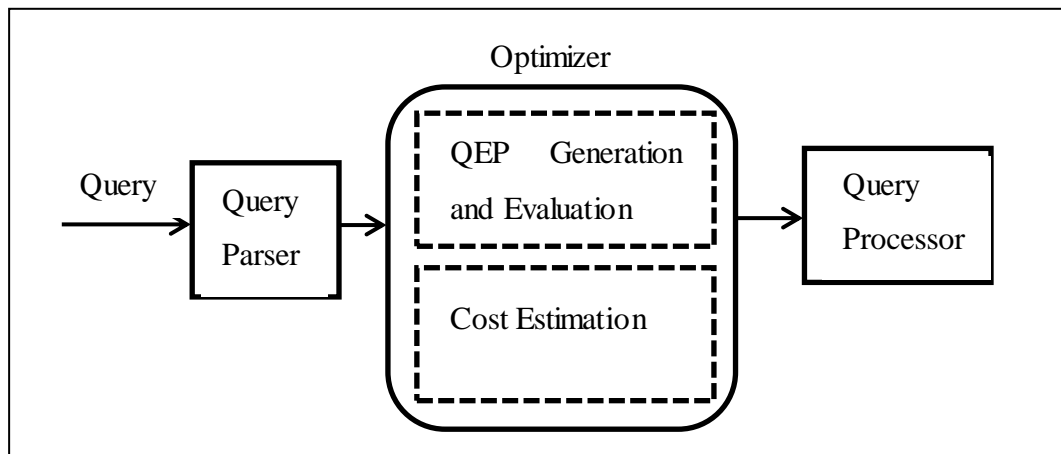 Optimizer
Query
Query
Parser
QEP Generation
and Evaluation
Cost Estimation
Query
Processor